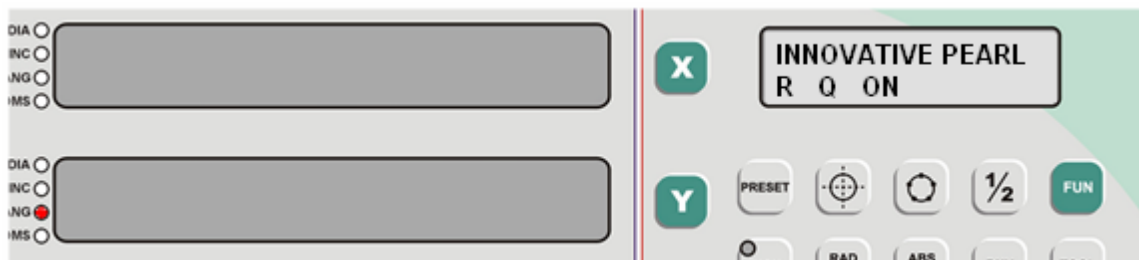 DIA
INC
ANG
DMS
X
INNOVATIVE PEARL
R Q ON
DIA
INC
ANG
DMS
Y
PRESET
½
FUN
RAD
ABS